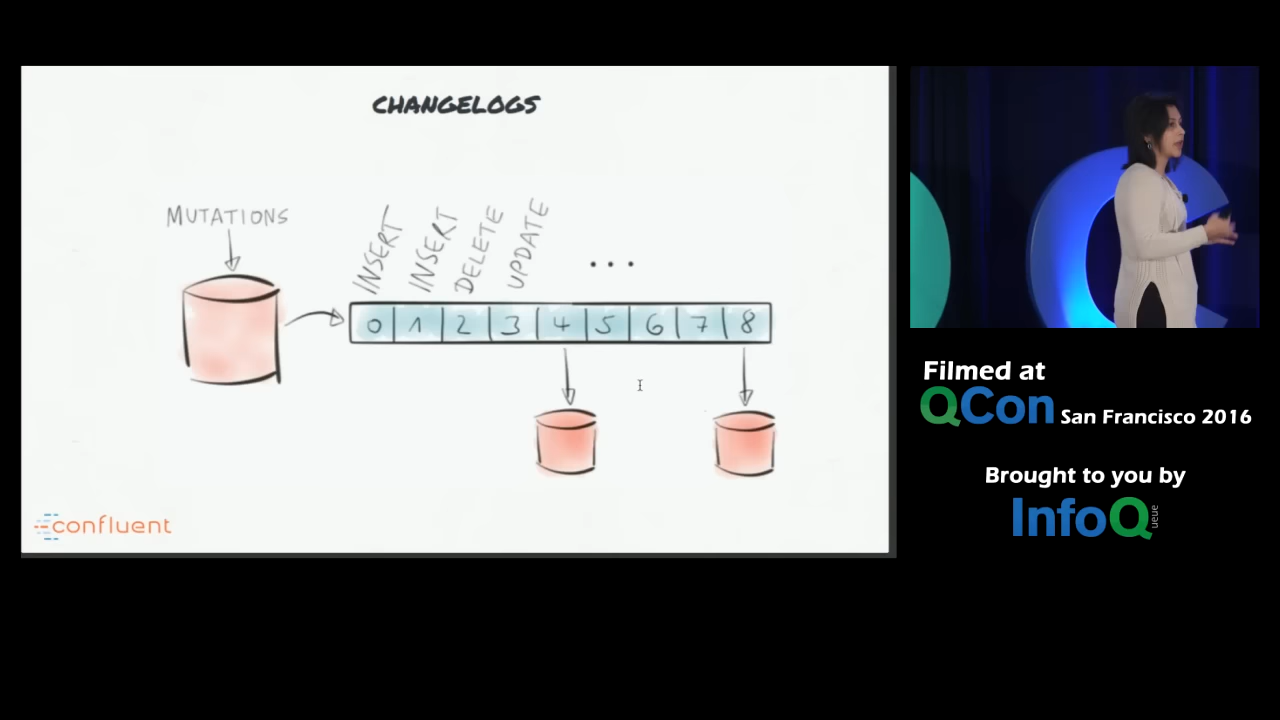 CHANGELOGS
MUTATIONS
INSERT
INSERT
DELETE
UPDATE
...
0 1 2 3 4 5 6 7 8
confluent
Filmed at
QCon San Francisco 2016
Brought to you by
InfoQ
ueue